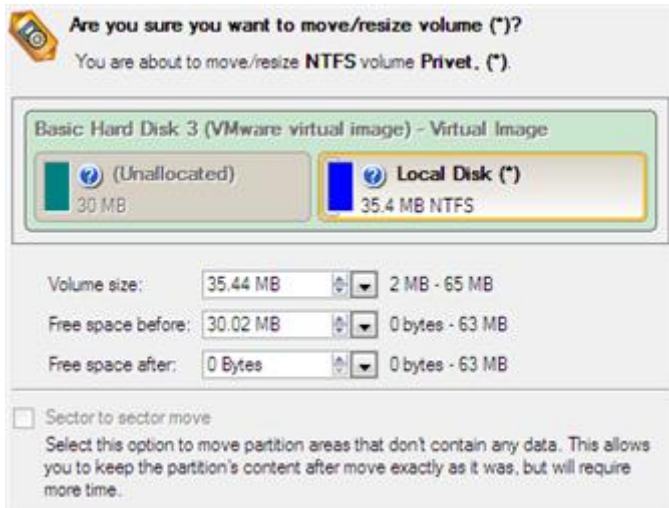 Are you sure you want to move/resize volume (*)?
You are about to move/resize NTFS volume Privet, (*).
Basic Hard Disk 3 (VMware virtual image) - Virtual Image
(Unallocated)
30 MB
Local Disk (*)
35.4 MB NTFS
Volume size: 35.44 MB 2 MB - 65 MB
Free space before: 30.02 MB 0 bytes - 63 MB
Free space after: 0 Bytes 0 bytes - 63 MB
Sector to sector move
Select this option to move partition areas that don't contain any data. This allows
you to keep the partition's content after move exactly as it was, but will require
more time.